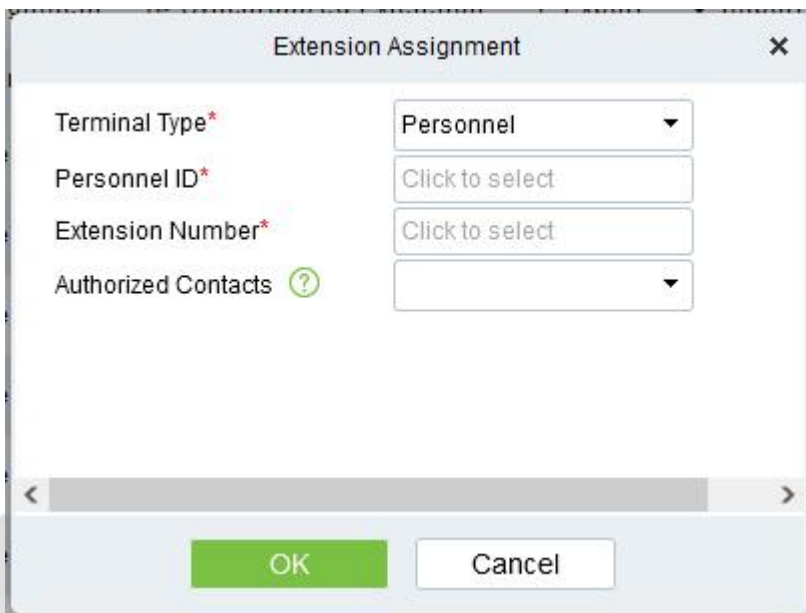 Extension Assignment
Terminal Type*
Personnel
Personnel ID*
Click to select
Extension Number*
Click to select
Authorized Contacts ?
OK
Cancel